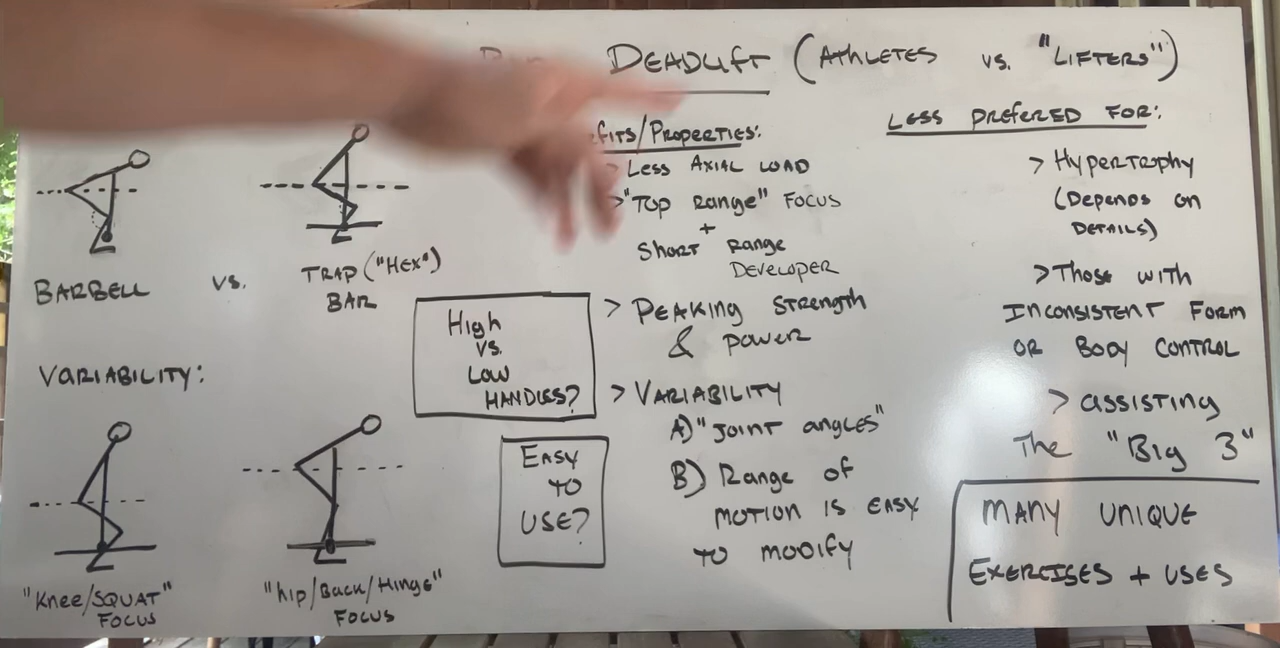 Deadlift (Athletes vs. "Lifters")
fits/Properties:
> Less Axial Load
> "Top Range" Focus
+
Short Range
Developer
> Peaking Strength
& Power
> Variability
A) "Joint angles"
B) Range of
motion is easy
to modify
Less preferred for:
> Hypertrophy
(Depends on
Details)
> Those with
Inconsistent Form
or Body Control
> assisting
The "Big 3"
Many unique
Exercises + uses
Barbell
vs.
Trap ("Hex")
Bar
Variability:
High
vs.
Low
Handles?
Easy
to
use?
"Knee/Squat"
Focus
"hip/Back/Hinge"
Focus